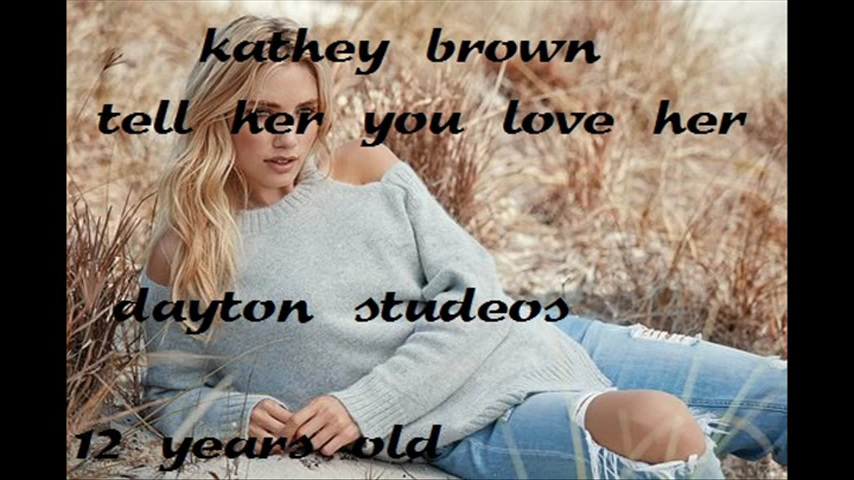 kathey brown
tell her you love her
dayton studeos
12 years old